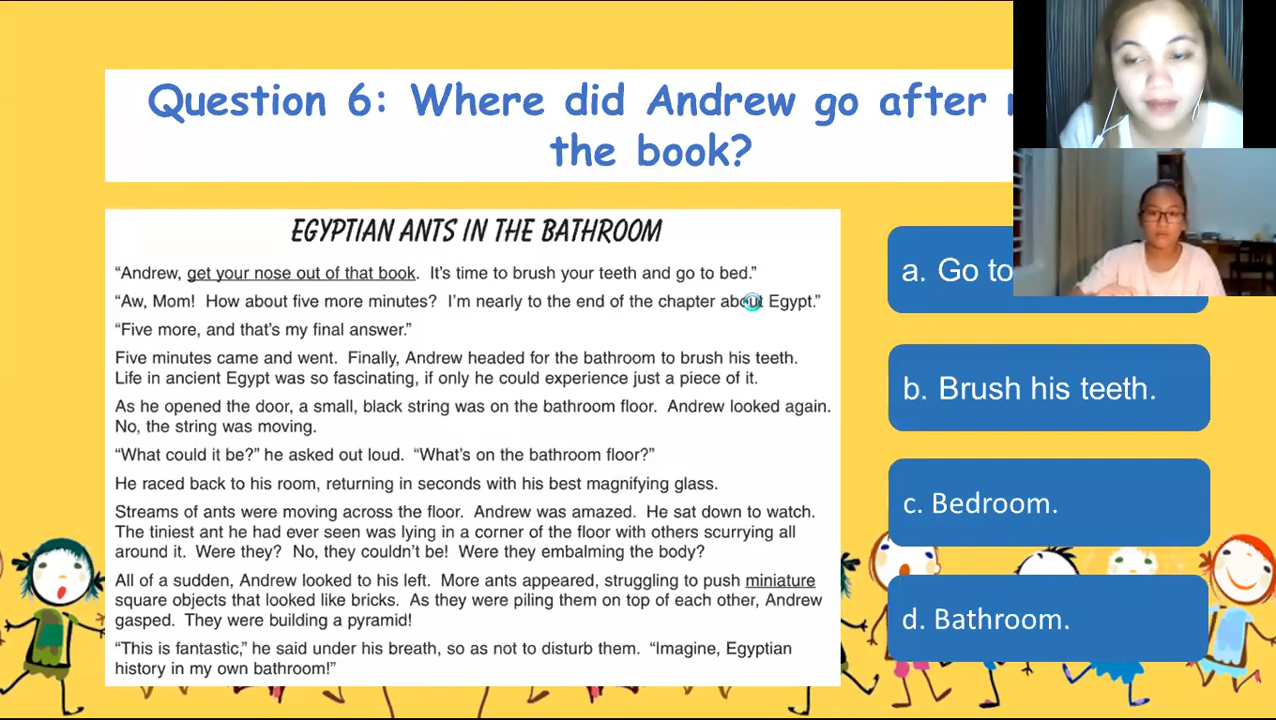 Question 6: Where did Andrew go after
the book?
EGYPTIAN ANTS IN THE BATHROOM
“Andrew, get your nose out of that book. It’s time to brush your teeth and go to bed.”
“Aw, Mom! How about five more minutes? I’m nearly to the end of the chapter about Egypt.”
“Five more, and that’s my final answer.”
Five minutes came and went. Finally, Andrew headed for the bathroom to brush his teeth.
Life in ancient Egypt was so fascinating, if only he could experience just a piece of it.
As he opened the door, a small, black string was on the bathroom floor. Andrew looked again.
No, the string was moving.
“What could it be?” he asked out loud. “What’s on the bathroom floor?”
He raced back to his room, returning in seconds with his best magnifying glass.
Streams of ants were moving across the floor. Andrew was amazed. He sat down to watch.
The tiniest ant he had ever seen was lying in a corner of the floor with others scurrying all
around it. Were they? No, they couldn’t be! Were they embalming the body?
All of a sudden, Andrew looked to his left. More ants appeared, struggling to push miniature
square objects that looked like bricks. As they were piling them on top of each other, Andrew
gasped. They were building a pyramid!
“This is fantastic,” he said under his breath, so as not to disturb them. “Imagine, Egyptian
history in my own bathroom!”
a. Go to
b. Brush his teeth.
c. Bedroom.
d. Bathroom.